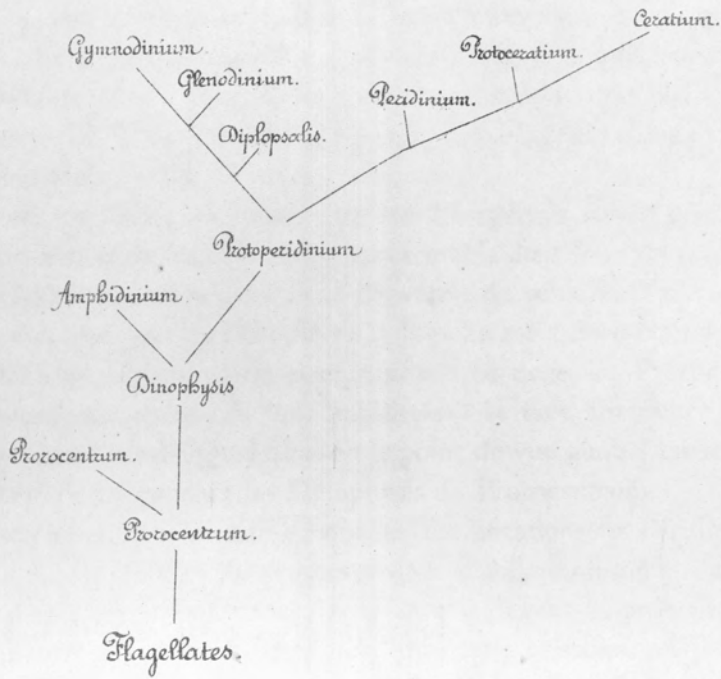 Ceratium.
Gymnodinium.
Protoceratium.
Glenodinium.
Peridinium.
Diplopsalis.
Protoperidinium
Amphidinium
Dinophysis
Prorocentrum.
Prorocentrum.
Flagellates.